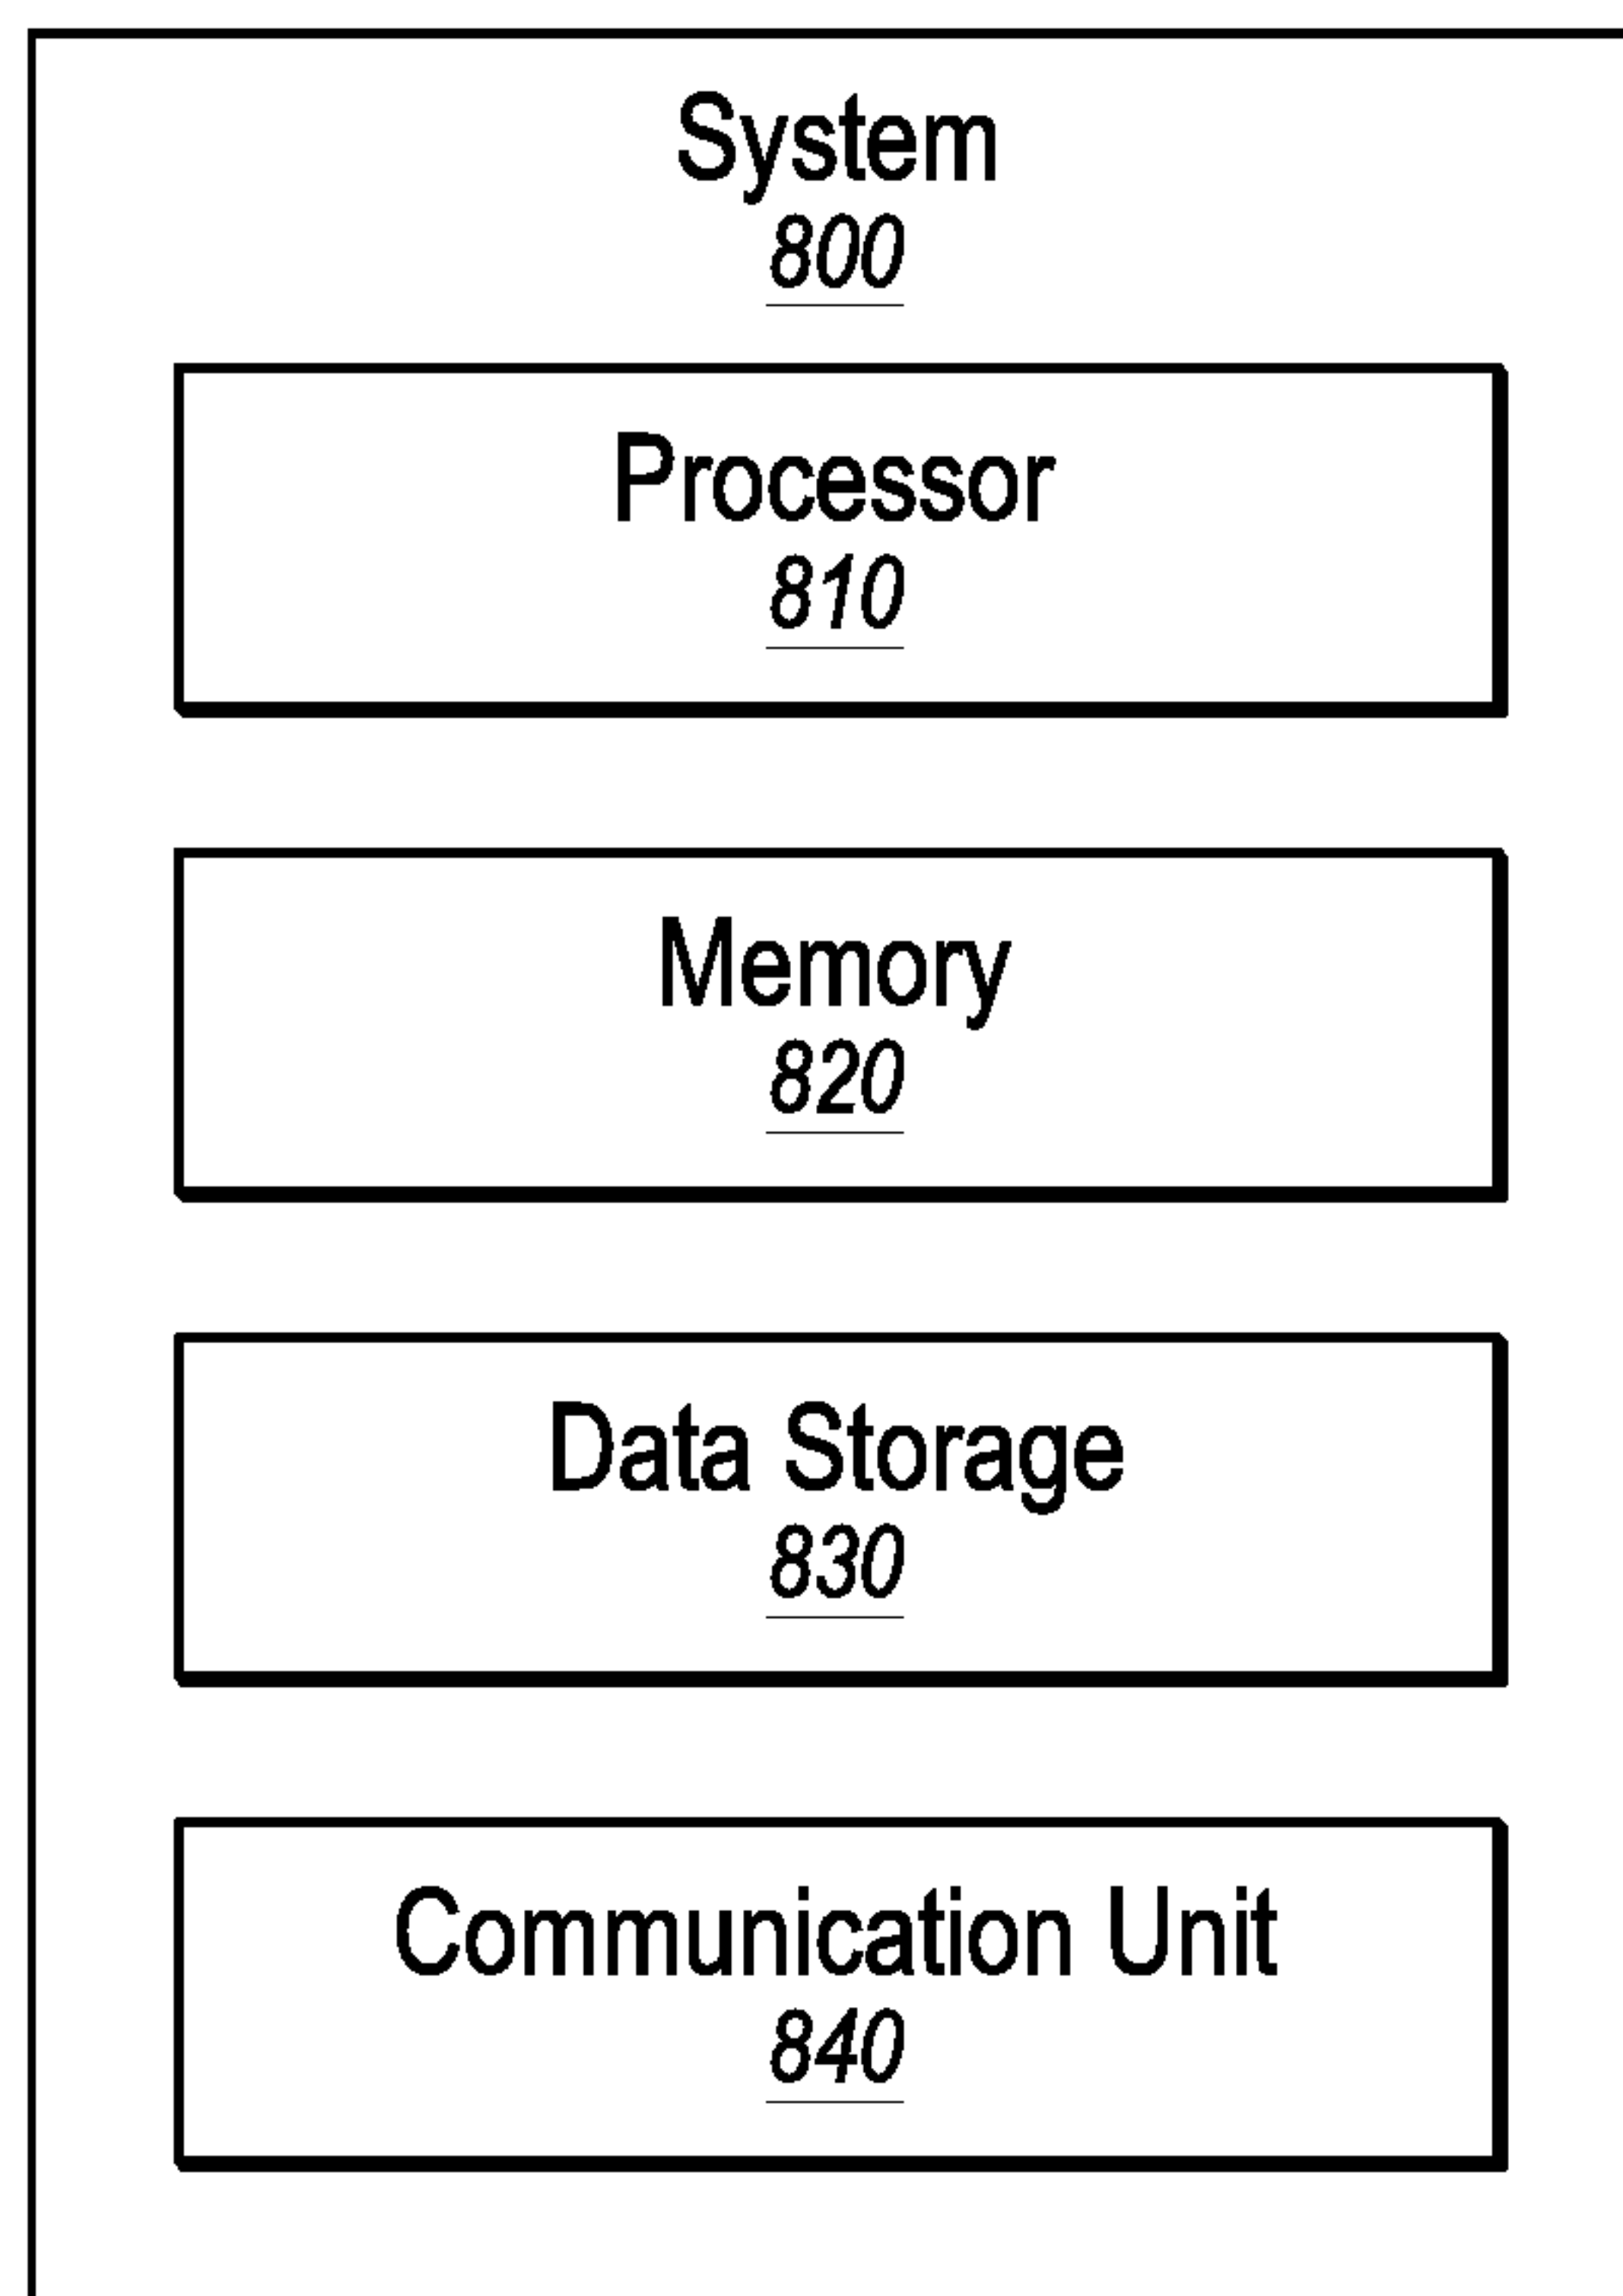 System
800
Processor
810
Memory
820
Data Storage
830
Communication Unit
840